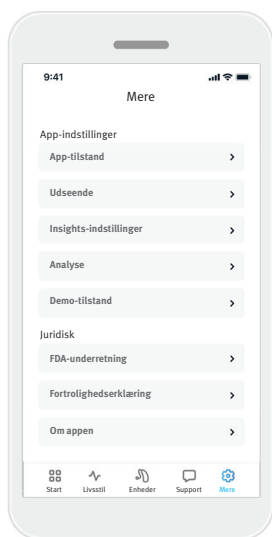 9:41
Mere
App-indstillinger
App-tilstand
Udseende
Insights-indstillinger
Analyse
Demo-tilstand
Juridisk
FDA-underretning
Fortrolighedserklæring
Om appen
Start Livsstil Enheder Support Mere